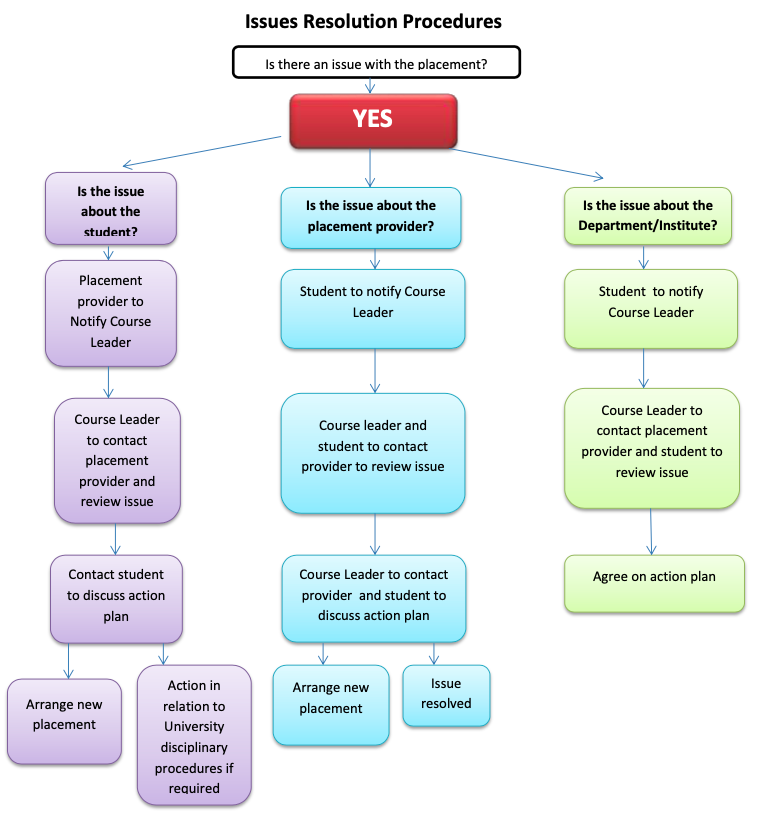 Issues Resolution Procedures
Is there an issue with the placement?
YES
Is the issue
about the
student?
Placement
provider to
Notify Course
Leader
Course Leader
to contact
placement
provider and
review issue
Contact student
to discuss action
plan
Arrange new
placement
Action in
relation to
University
disciplinary
procedures if
required
Is the issue about the
placement provider?
Student to notify Course
Leader
Course leader and
student to contact
provider to review issue
Course Leader to contact
provider  and student to
discuss action plan
Arrange new
placement
Issue
resolved
Is the issue about the
Department/Institute?
Student  to notify
Course Leader
Course Leader to
contact placement
provider and student to
review issue
Agree on action plan